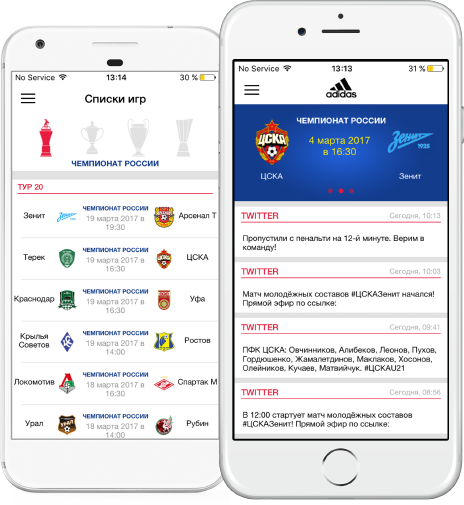 No Service 13:14 30 %
Списки игр
ЧЕМПИОНАТ РОССИИ
ТУР 20
Зенит ЧЕМПИОНАТ РОССИИ Арсенал Т
19 марта 2017 в
19:30
Терек ЧЕМПИОНАТ РОССИИ ЦСКА
19 марта 2017 в
16:30
Краснодар ЧЕМПИОНАТ РОССИИ Уфа
19 марта 2017 в
16:30
Крылья
Советов ЧЕМПИОНАТ РОССИИ Ростов
19 марта 2017 в
14:00
Локомотив ЧЕМПИОНАТ РОССИИ Спартак М
18 марта 2017 в
16:30
Урал ЧЕМПИОНАТ РОССИИ Рубин
18 марта 2017 в
14:00
No Service 13:13 31 %
adidas
ЧЕМПИОНАТ РОССИИ
4 марта 2017
в 16:30
ЦСКА
Зенит
1925
ЦСКА Зенит
TWITTER Сегодня, 10:13
Пропустили с пенальти на 12-й минуте. Верим в
команду!
TWITTER Сегодня, 10:03
Матч молодёжных составов #ЦСКАЗенит начался!
Прямой эфир по ссылке:
TWITTER Сегодня, 09:41
ПФК ЦСКА: Овчинников, Алибеков, Леонов, Пухов,
Гордюшенко, Жамалетдинов, Маклаков, Хосонов,
Олейников, Кучаев, Матвийчук. #ЦСКАU21
TWITTER Сегодня, 08:56
В 12:00 стартует матч молодёжных составов
#ЦСКАЗенит! Прямой эфир по ссылке: